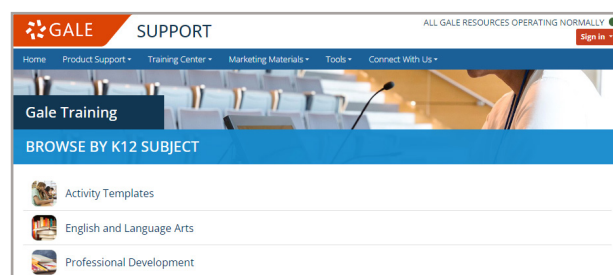 GALE SUPPORT
ALL GALE RESOURCES OPERATING NORMALLY
Sign in
Home Product Support Training Center Marketing Materials Tools Connect With Us
Gale Training
BROWSE BY K12 SUBJECT
Activity Templates
English and Language Arts
Professional Development